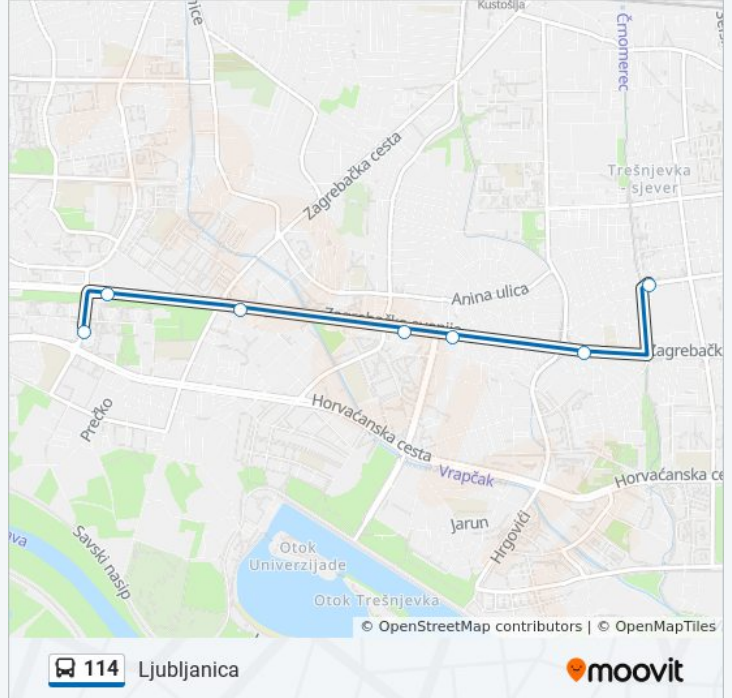 Kustošija
Črnomerec
Zagrebačka cesta
Trešnjevka
- sjever
Anina ulica
Zagrebačk
Prečko
Horvaćanska cesta
Vrapčak
Horvaćanska ce
Jarun
Hrgovići
Savski nasip
Otok
Univerzijade
Otok Trešnjevka
© OpenStreetMap contributors | © OpenMapTiles
114 Ljubljanica
moovit